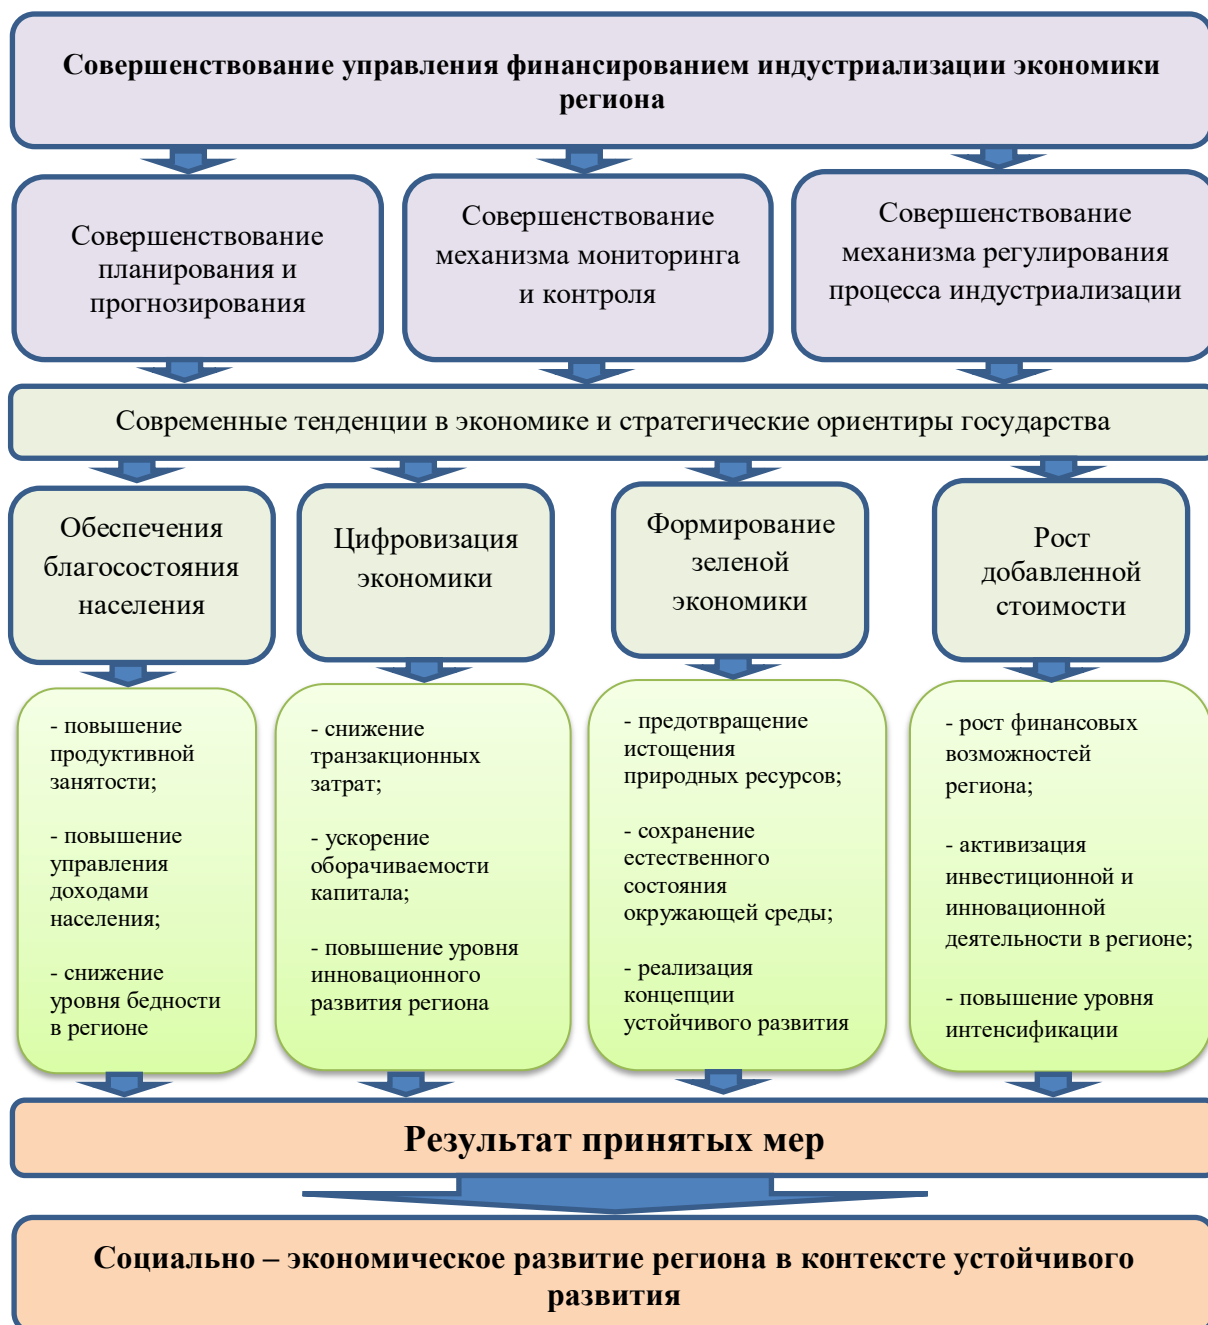 Совершенствование управления финансированием индустриализации экономики
региона
Совершенствование
планирования и
прогнозирования
Совершенствование
механизма мониторинга
и контроля
Совершенствование
механизма регулирования
процесса индустриализации
Современные тенденции в экономике и стратегические ориентиры государства
Обеспечения
благосостояния
населения
Цифровизация
экономики
Формирование
зеленой
экономики
Рост
добавленной
стоимости
- повышение
продуктивной
занятости;
- повышение
управления
доходами
населения;
- снижение
уровня бедности
в регионе
- снижение
транзакционных
затрат;
- ускорение
оборачиваемости
капитала;
- повышение уровня
инновационного
развития региона
- предотвращение
истощения
природных ресурсов;
- сохранение
естественного
состояния
окружающей среды;
- реализация
концепции
устойчивого развития
- рост финансовых
возможностей
региона;
- активизация
инвестиционной и
инновационной
деятельности в регионе;
- повышение уровня
интенсификации
Результат принятых мер
Социально – экономическое развитие региона в контексте устойчивого
развития